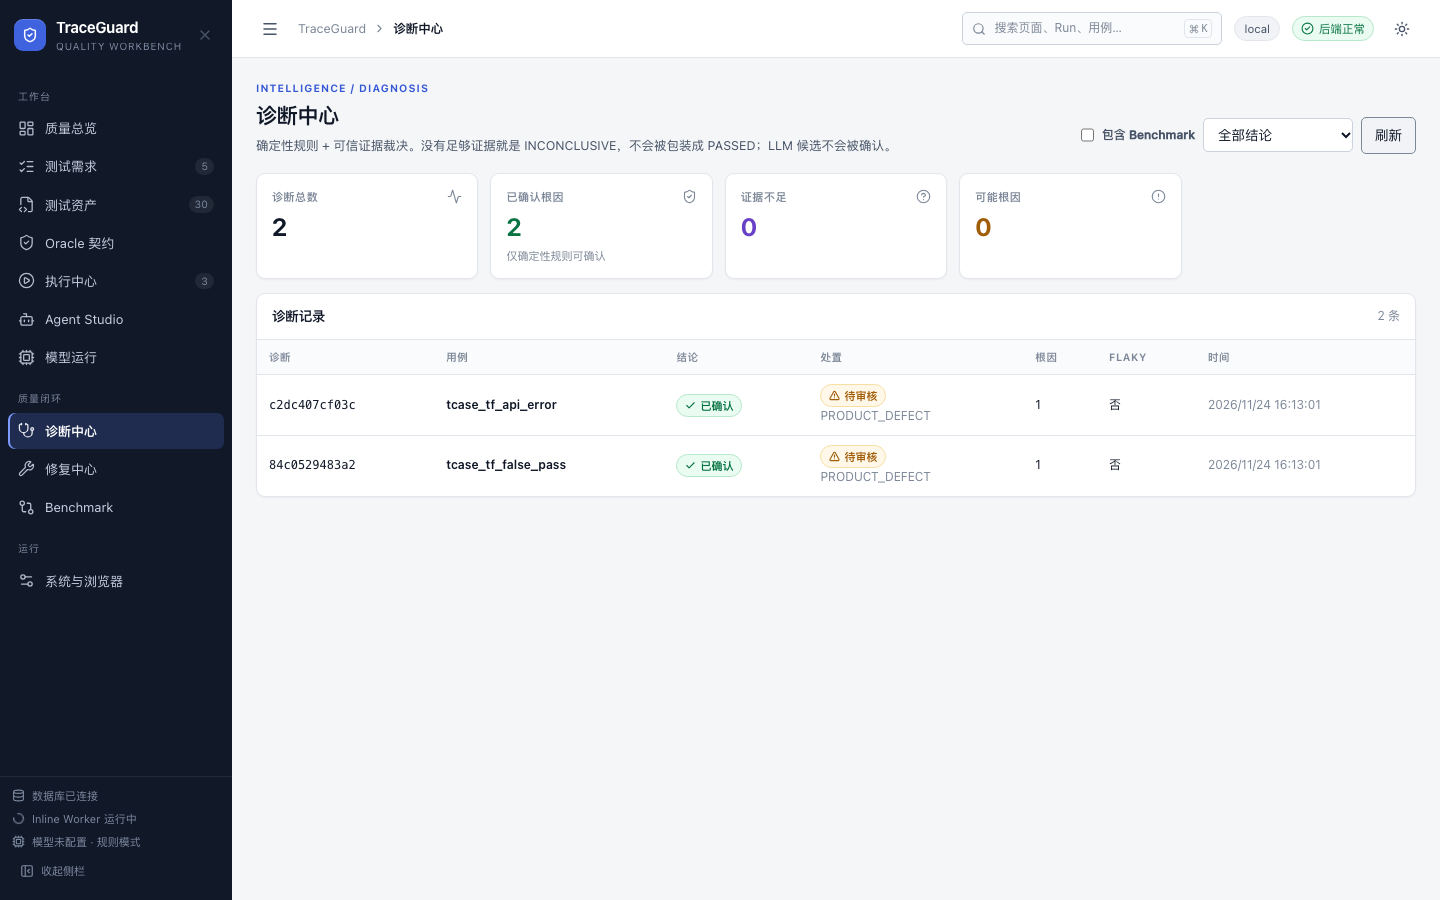 TraceGuard
QUALITY WORKBENCH
工作台
质量总览
测试需求 5
测试资产 30
Oracle 契约
执行中心 3
Agent Studio
模型运行
质量闭环
诊断中心
修复中心
Benchmark
运行
系统与浏览器
数据库已连接
Inline Worker 运行中
模型未配置 · 规则模式
收起侧栏
TraceGuard > 诊断中心
搜索页面、Run、用例... ⌘ K
local
后端正常
INTELLIGENCE / DIAGNOSIS
诊断中心
确定性规则 + 可信证据裁决。没有足够证据就是 INCONCLUSIVE，不会被包装成 PASSED；LLM 候选不会被确认。
包含 Benchmark
全部结论
刷新
诊断总数
2
已确认根因
2
仅确定性规则可确认
证据不足
0
可能根因
0
诊断记录 2 条
诊断 用例 结论 处置 根因 FLAKY 时间
c2dc407cf03c tcase_tf_api_error 已确认 待审核 PRODUCT_DEFECT 1 否 2026/11/24 16:13:01
84c0529483a2 tcase_tf_false_pass 已确认 待审核 PRODUCT_DEFECT 1 否 2026/11/24 16:13:01